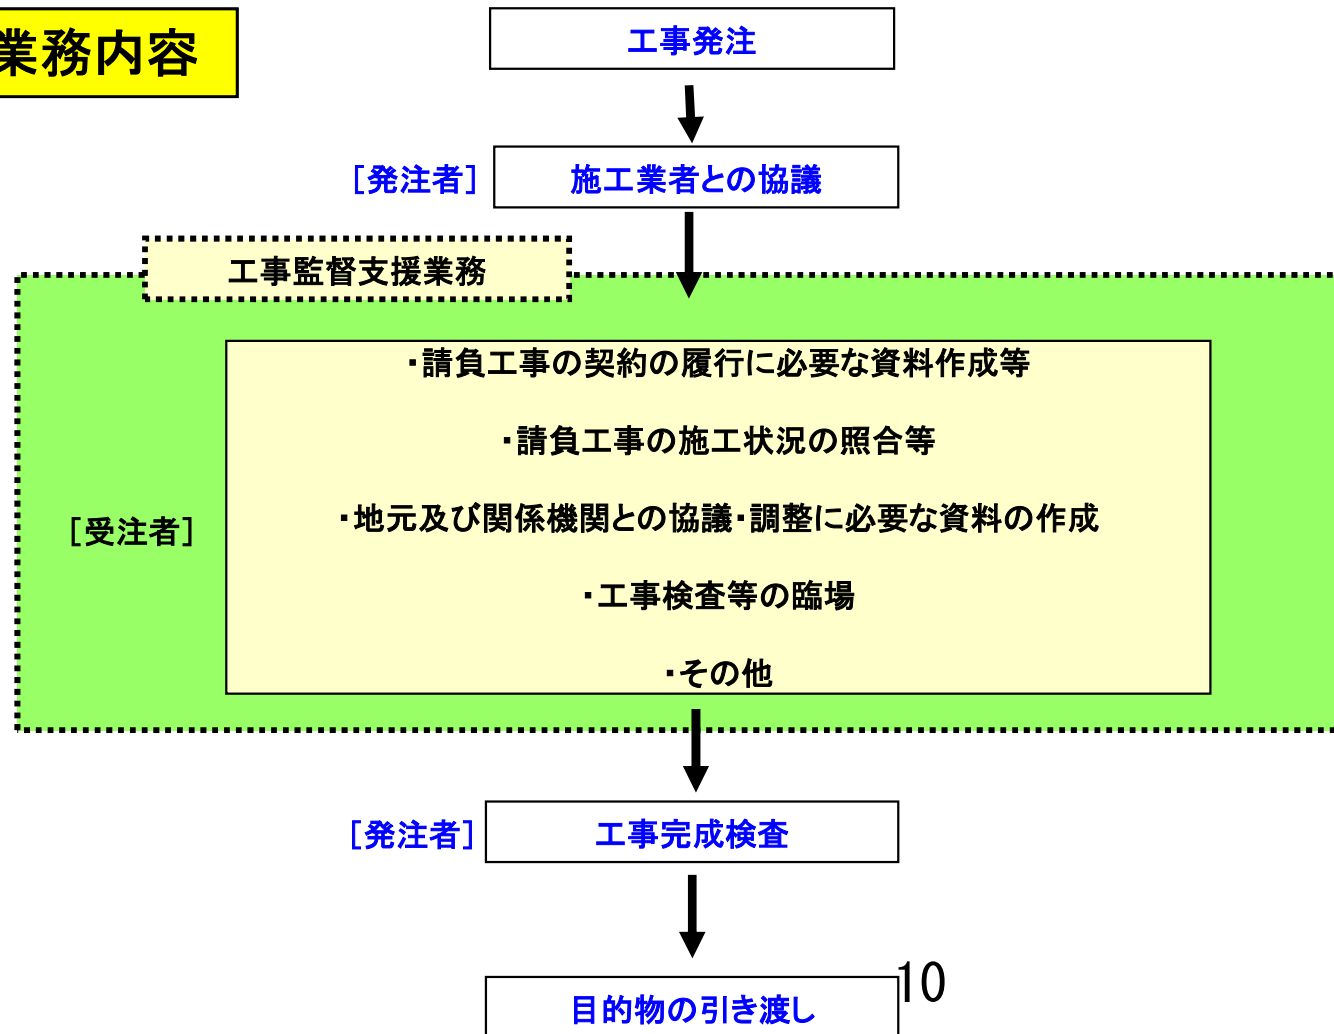 業務内容
工事発注
[発注者]
施工業者との協議
工事監督支援業務
・請負工事の契約の履行に必要な資料作成等
・請負工事の施工状況の照合等
・地元及び関係機関との協議・調整に必要な資料の作成
[受注者]
・工事検査等の臨場
・その他
[発注者]
工事完成検査
目的物の引き渡し
10